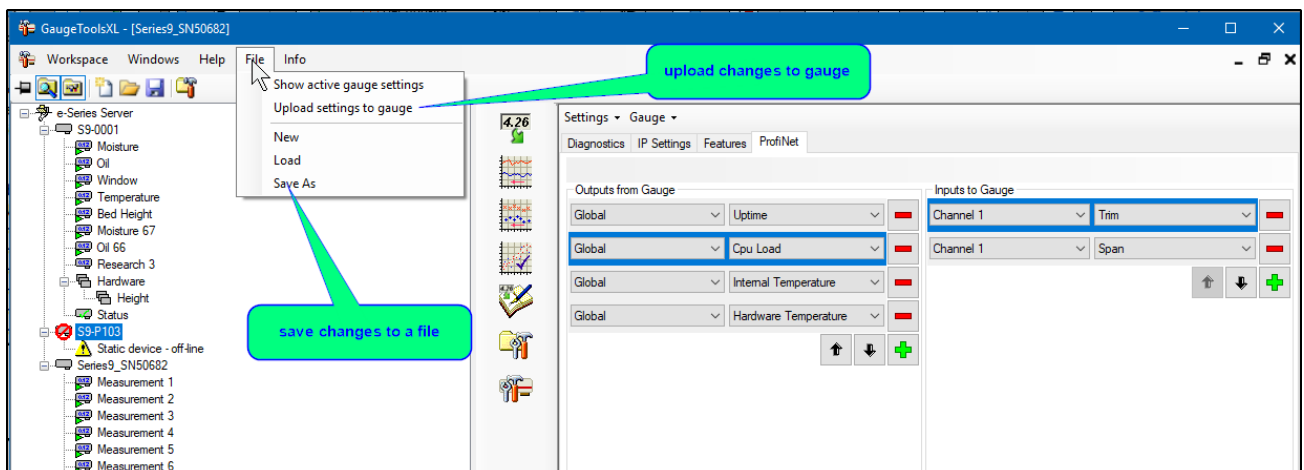 GaugeToolsXL - [Series9_SN50682]
Workspace Windows Help File Info
Show active gauge settings
Upload settings to gauge
New
Load
Save As
upload changes to gauge
save changes to a file
e-Series Server
S9-0001
Moisture
Oil
Window
Temperature
Bed Height
Moisture 67
Oil 66
Research 3
Hardware
Height
Status
S9-P103
Static device - off-line
Series9_SN50682
Measurement 1
Measurement 2
Measurement 3
Measurement 4
Measurement 5
Measurement 6
4.26
Settings Gauge
Diagnostics IP Settings Features ProfiNet
Outputs from Gauge
Global Uptime
Global Cpu Load
Global Internal Temperature
Global Hardware Temperature
Inputs to Gauge
Channel 1 Trim
Channel 1 Span